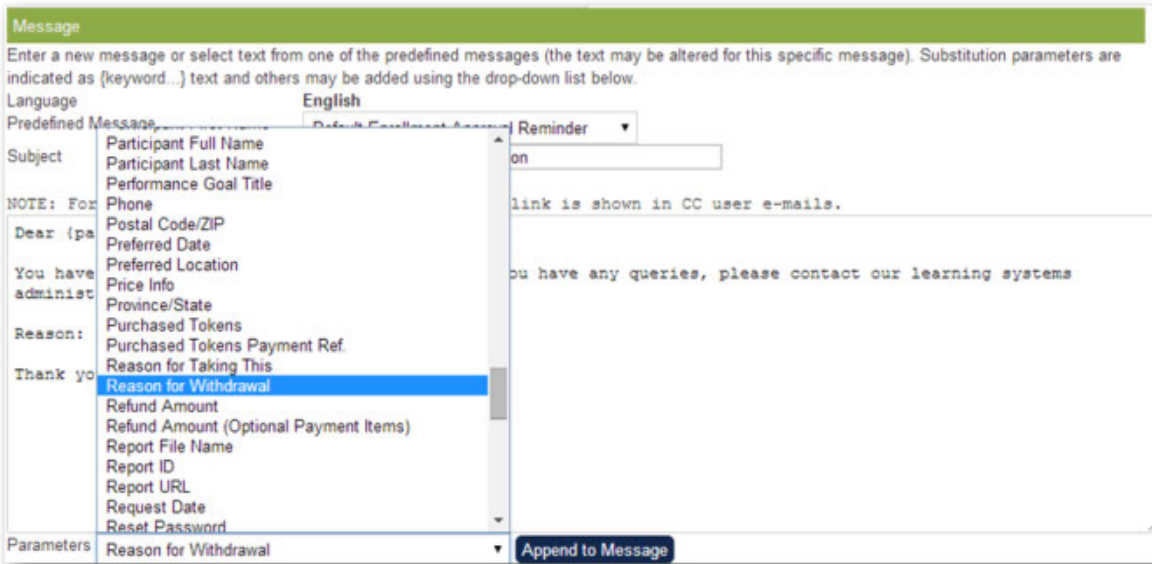 Message
Enter a new message or select text from one of the predefined messages (the text may be altered for this specific message). Substitution parameters are
indicated as {keyword...} text and others may be added using the drop-down list below.
Language English
Predefined Message Default Enrollment Approval Reminder
Subject on
NOTE: For link is shown in CC user e-mails.
Dear {pa
You have ou have any queries, please contact our learning systems
administ
Reason:
Thank yo
Participant Full Name
Participant Last Name
Performance Goal Title
Phone
Postal Code/ZIP
Preferred Date
Preferred Location
Price Info
Province/State
Purchased Tokens
Purchased Tokens Payment Ref.
Reason for Taking This
Reason for Withdrawal
Refund Amount
Refund Amount (Optional Payment Items)
Report File Name
Report ID
Report URL
Request Date
Reset Password
Parameters Reason for Withdrawal Append to Message